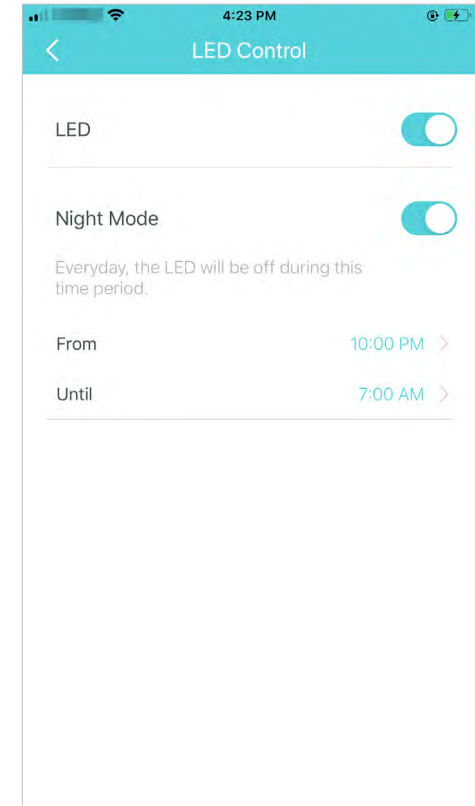 4:23 PM
LED Control
LED
Night Mode
Everyday, the LED will be off during this
time period.
From 10:00 PM
Until 7:00 AM